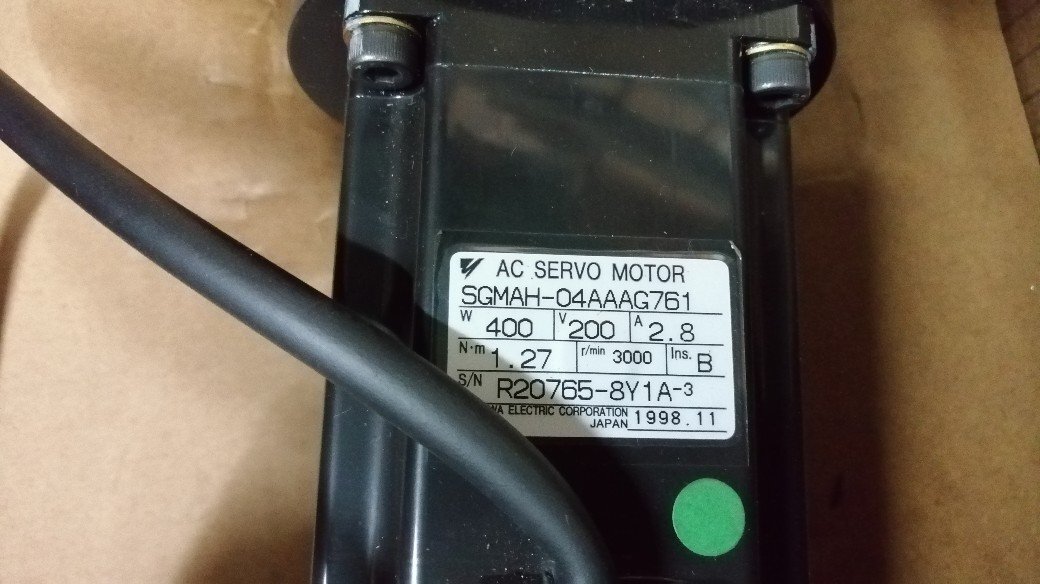 AC SERVO MOTOR
SGMAH-04AAAG761
W 400 V 200 A 2.8
N·m 1.27 r/min 3000 Ins. B
S/N R20765-8Y1A-3
ELECTRIC CORPORATION
JAPAN 1998.11